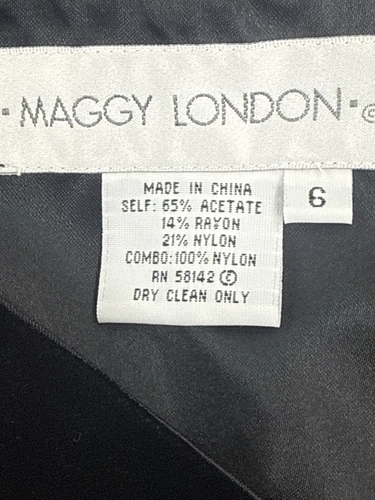 ▪ MAGGY LONDON ▪ ©
MADE IN CHINA
SELF: 65% ACETATE
14% RAYON
21% NYLON
COMBO: 100% NYLON
RN 58142 ©
DRY CLEAN ONLY
6